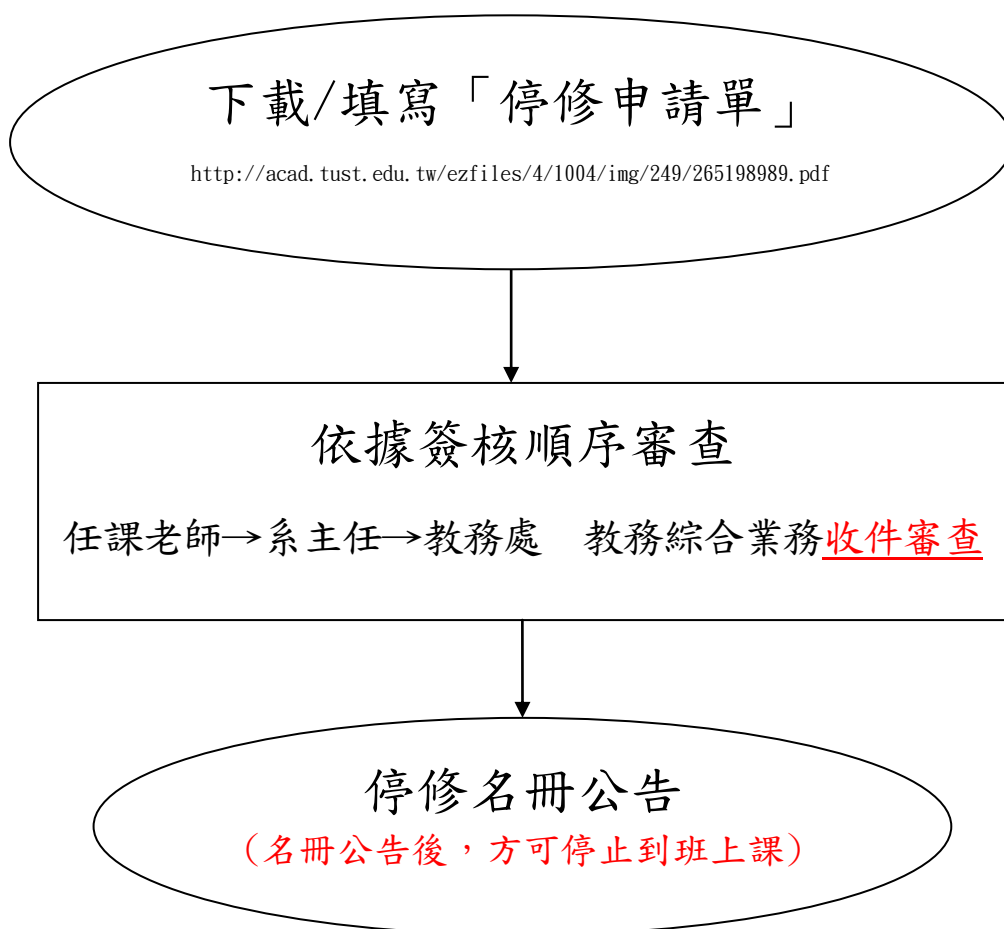 下載/填寫「停修申請單」
http://acad.tust.edu.tw/ezfiles/4/1004/img/249/265198989.pdf
依據簽核順序審查
任課老師→系主任→教務處　教務綜合業務收件審查
停修名冊公告
(名冊公告後，方可停止到班上課)